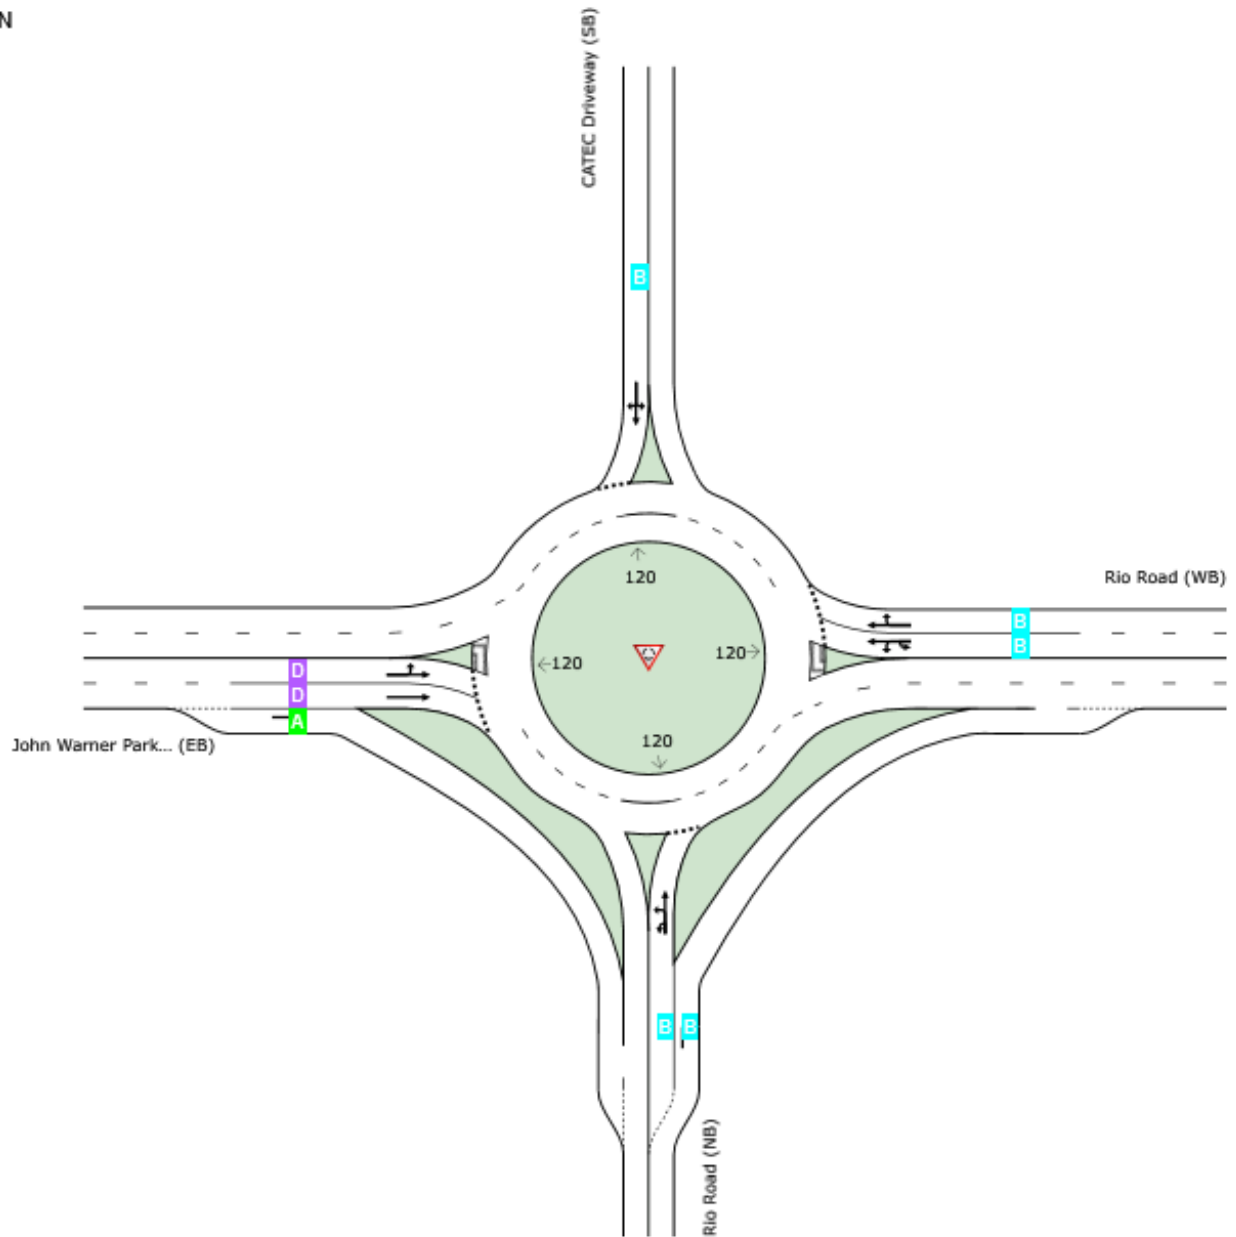 N
CATEC Driveway (SB)
B
120
Rio Road (WB)
B
B
120
120
D
D
A
John Warner Park... (EB)
120
B
B
Rio Road (NB)